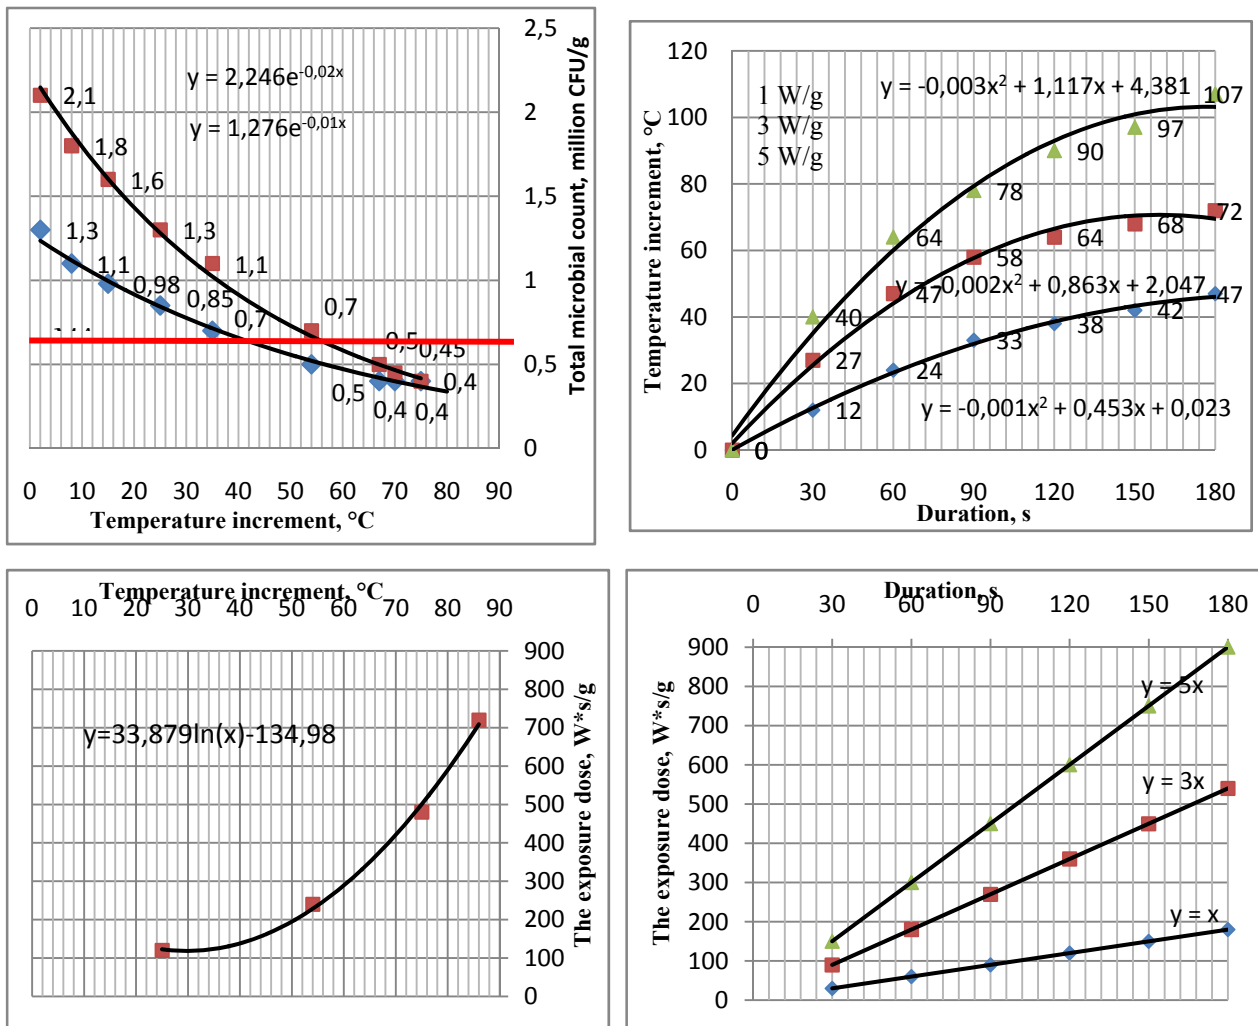 2,5
2
1,5
1
0,5
0
Total microbial count, million CFU/g
y = 2,246e^-0,02x
y = 1,276e^-0,01x
2,1
1,8
1,6
1,3
1,1
0,7
0,5
0,45
0,4
1,3
1,1
0,98
0,85
0,7
0,5
0,4
0,4
0 10 20 30 40 50 60 70 80 90
Temperature increment, °C
120
100
80
60
40
20
0
Temperature increment, °C
y = -0,003x² + 1,117x + 4,381
1 W/g
3 W/g
5 W/g
107
97
90
78
64
40
72
68
64
58
47
27
y = -0,002x² + 0,863x + 2,047
47
42
38
33
24
12
0
y = -0,001x² + 0,453x + 0,023
0 30 60 90 120 150 180
Duration, s
Temperature increment, °C
0 10 20 30 40 50 60 70 80 90
900
800
700
600
500
400
300
200
100
0
The exposure dose, W*s/g
y=33,879ln(x)-134,98
Duration, s
0 30 60 90 120 150 180
900
800
700
600
500
400
300
200
100
0
The exposure dose, W*s/g
y = 5x
y = 3x
y = x